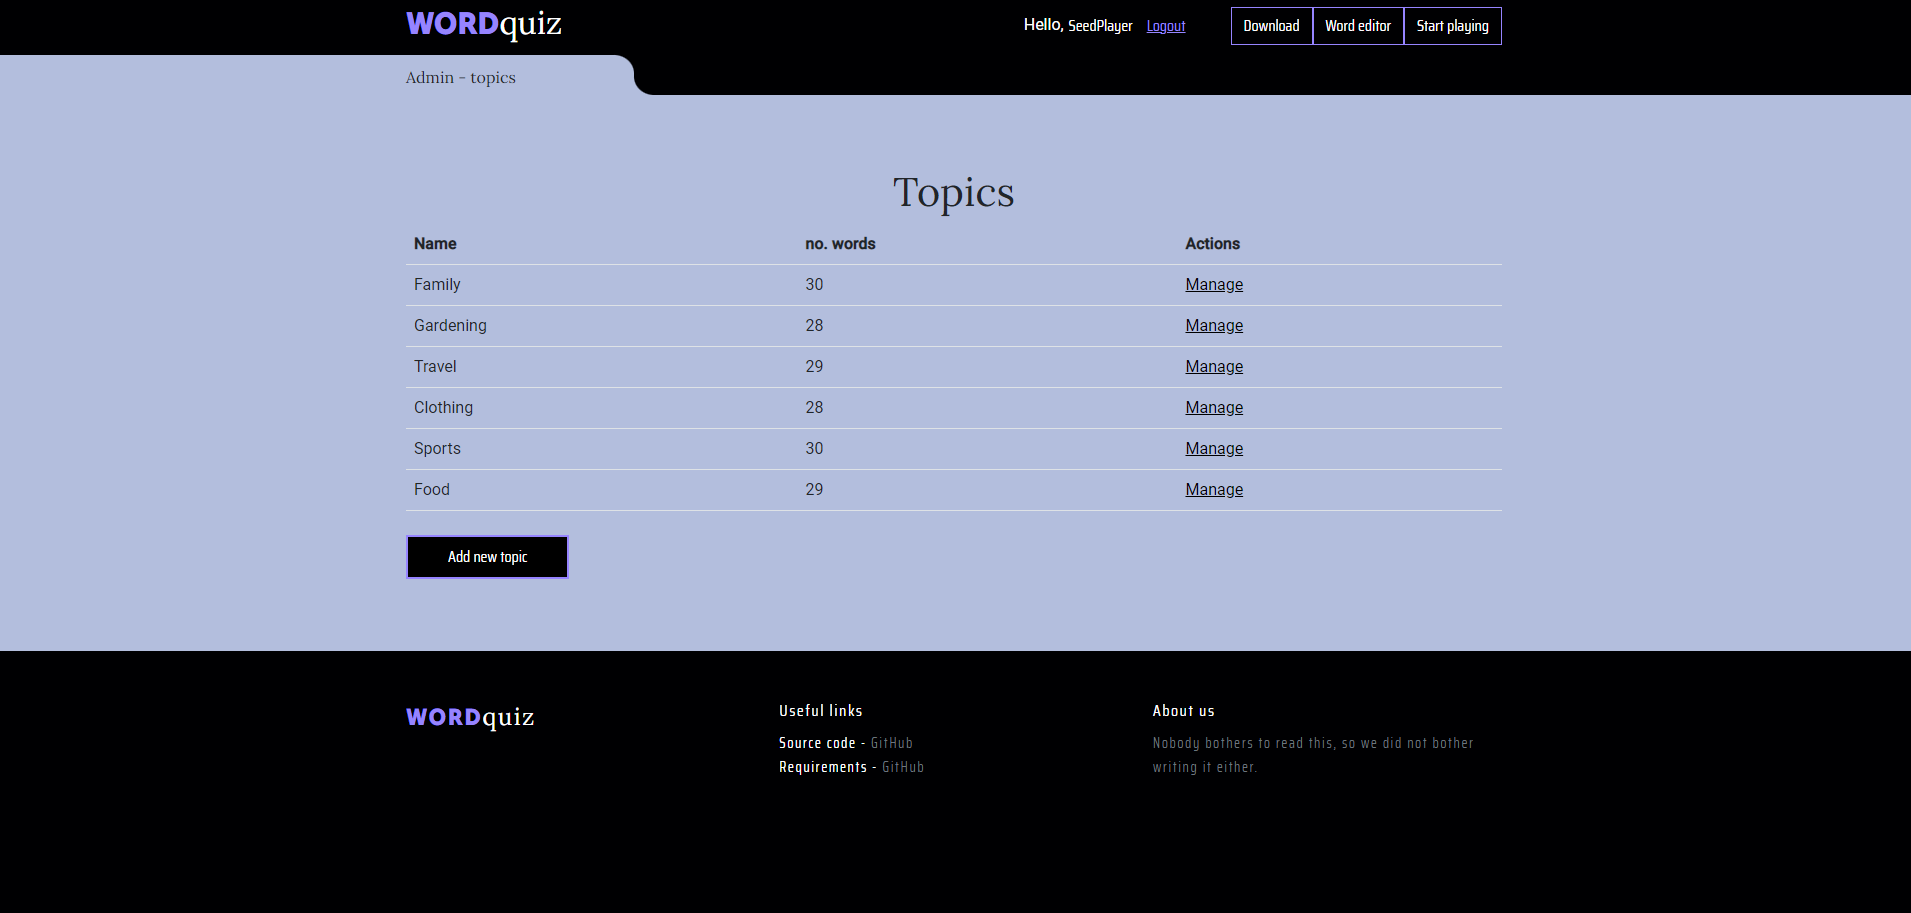 WORDquiz
Hello, SeedPlayer Logout Download Word editor Start playing
Admin - topics
Topics
Name no. words Actions
Family 30 Manage
Gardening 28 Manage
Travel 29 Manage
Clothing 28 Manage
Sports 30 Manage
Food 29 Manage
Add new topic
WORDquiz
Useful links
Source code - GitHub
Requirements - GitHub
About us
Nobody bothers to read this, so we did not bother
writing it either.